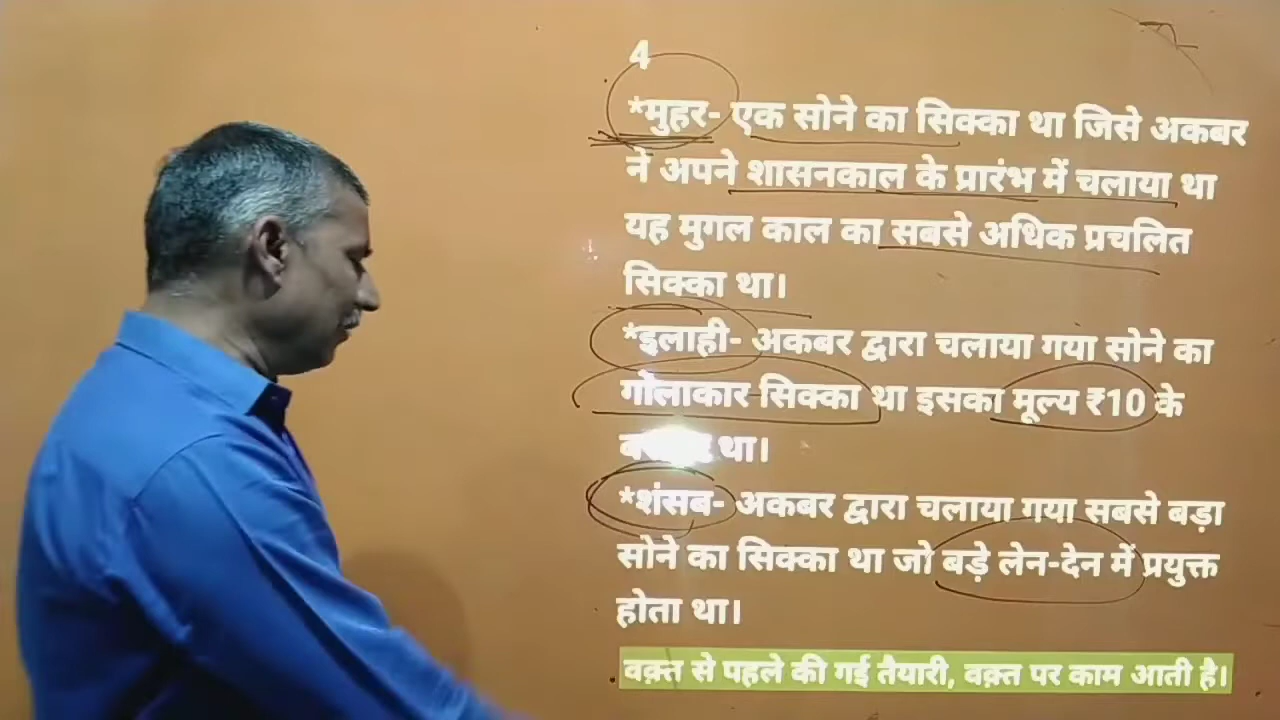 4
*मुहर- एक सोने का सिक्का था जिसे अकबर
ने अपने शासनकाल के प्रारंभ में चलाया था
यह मुगल काल का सबसे अधिक प्रचलित
सिक्का था।
*इलाही- अकबर द्वारा चलाया गया सोने का
गोलाकार सिक्का था इसका मूल्य ₹10 के
था।
*शंसब- अकबर द्वारा चलाया गया सबसे बड़ा
सोने का सिक्का था जो बड़े लेन-देन में प्रयुक्त
होता था।
वक़्त से पहले की गई तैयारी, वक़्त पर काम आती है।